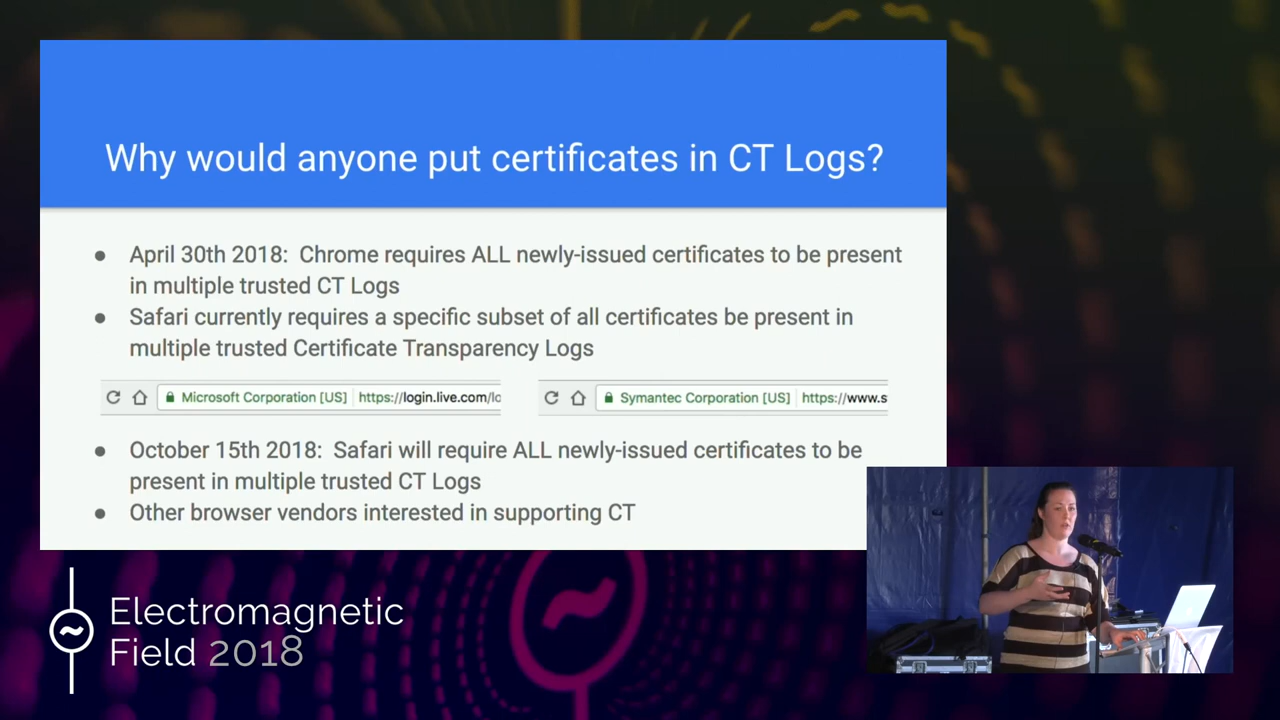 Why would anyone put certificates in CT Logs?
● April 30th 2018: Chrome requires ALL newly-issued certificates to be present
in multiple trusted CT Logs
● Safari currently requires a specific subset of all certificates be present in
multiple trusted Certificate Transparency Logs
Microsoft Corporation [US] https://login.live.com/lo
Symantec Corporation [US] https://www.s
● October 15th 2018: Safari will require ALL newly-issued certificates to be
present in multiple trusted CT Logs
● Other browser vendors interested in supporting CT
Electromagnetic
Field 2018